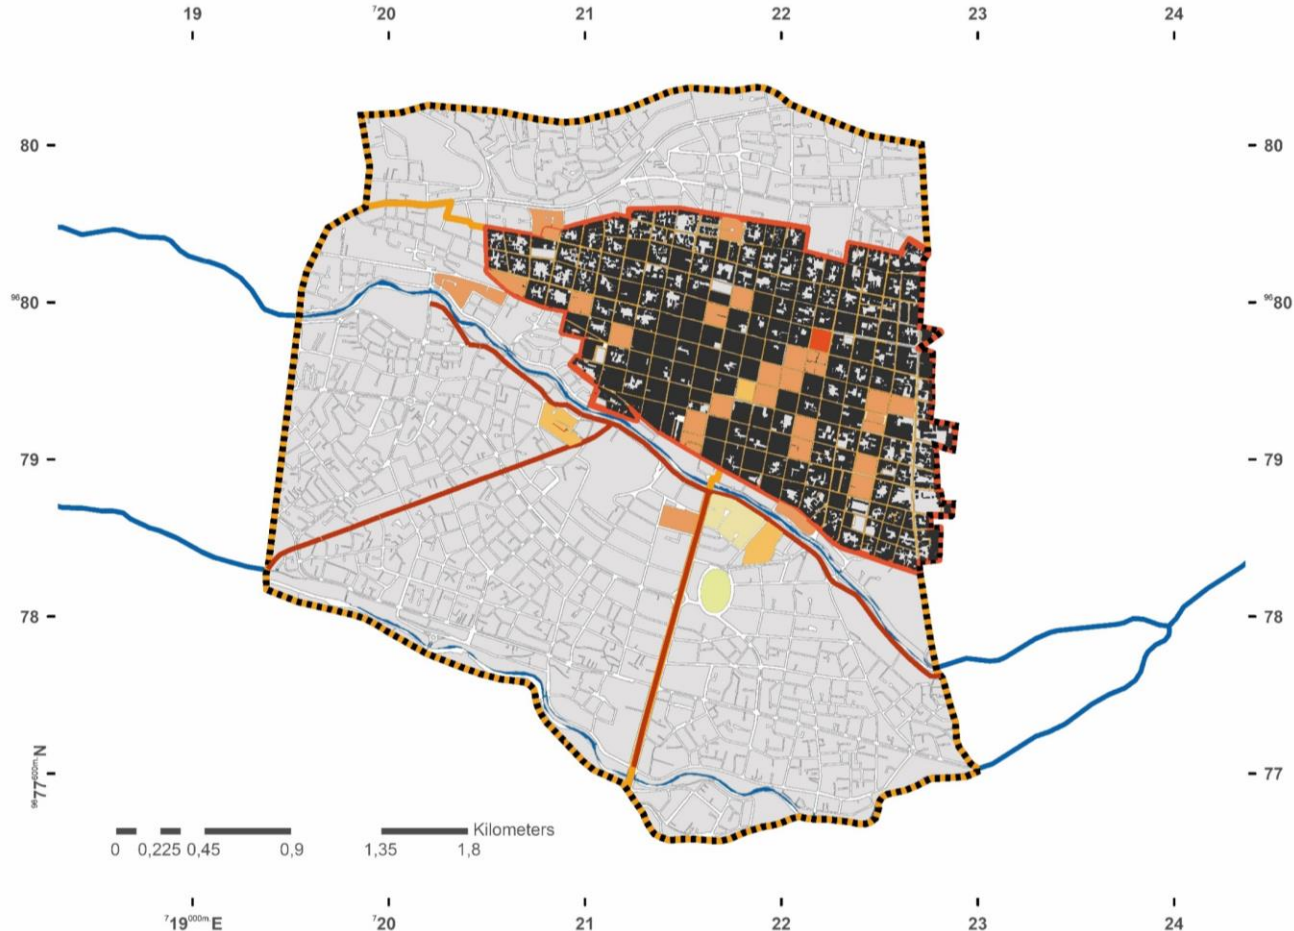 19 ⁷20 21 22 23 24
80 80
⁹⁶80 ⁹⁶80
79 79
78 78
⁹⁶77⁶⁰⁰ᵐ·N 77
Kilometers
0 0,225 0,45 0,9 1,35 1,8
⁷19⁰⁰⁰ᵐ·E ⁷20 21 22 23 24